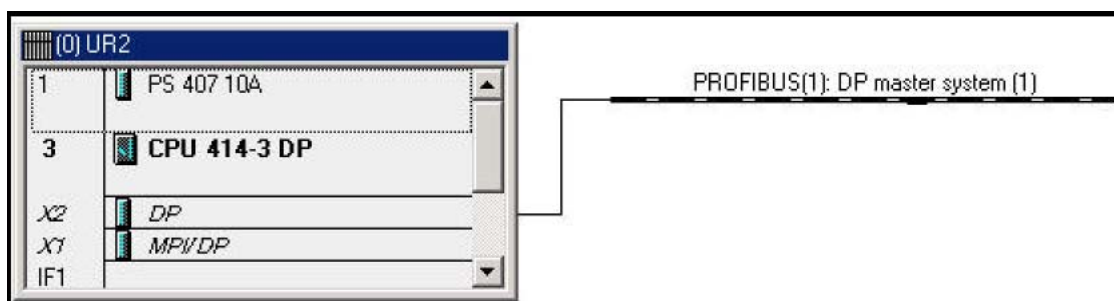 (0) UR2
1 PS 407 10A
3 CPU 414-3 DP
X2 DP
X1 MPI/DP
IF1
PROFIBUS(1): DP master system (1)